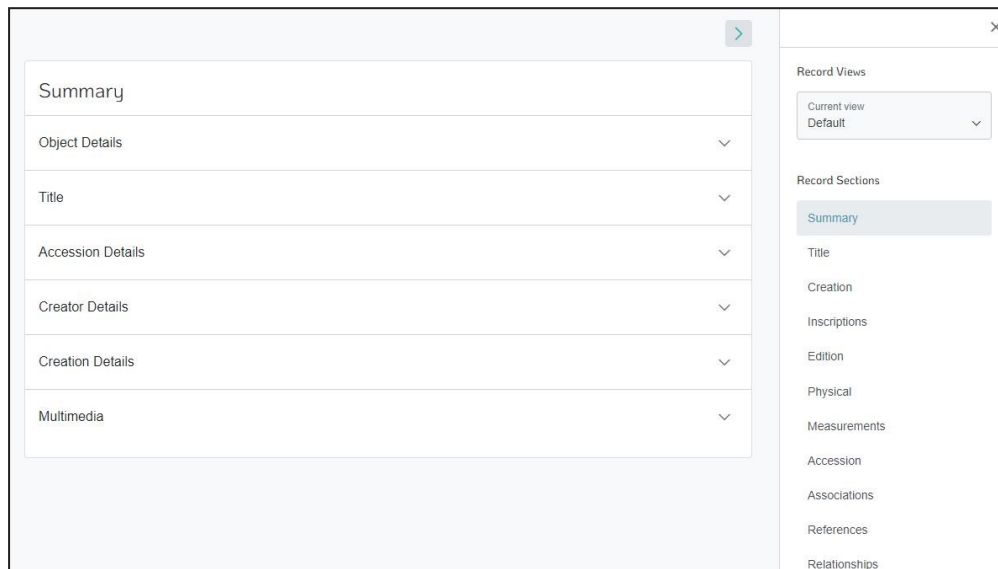 Summary
Object Details
Title
Accession Details
Creator Details
Creation Details
Multimedia
Record Views
Current view
Default
Record Sections
Summary
Title
Creation
Inscriptions
Edition
Physical
Measurements
Accession
Associations
References
Relationships